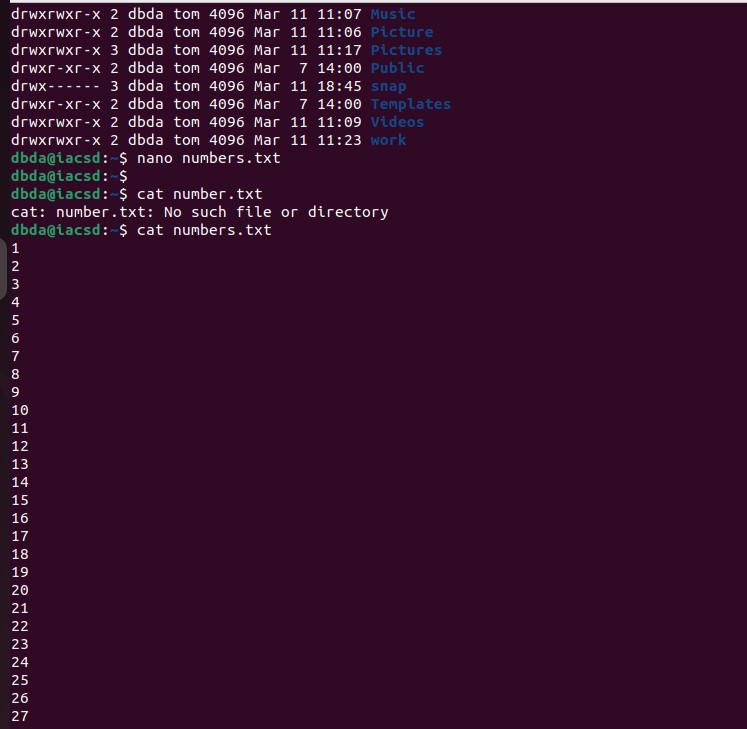 drwxrwxr-x 2 dbda tom 4096 Mar 11 11:07 Music
drwxrwxr-x 2 dbda tom 4096 Mar 11 11:06 Picture
drwxrwxr-x 3 dbda tom 4096 Mar 11 11:17 Pictures
drwxr-xr-x 2 dbda tom 4096 Mar  7 14:00 Public
drwx------ 3 dbda tom 4096 Mar 11 18:45 snap
drwxr-xr-x 2 dbda tom 4096 Mar  7 14:00 Templates
drwxrwxr-x 2 dbda tom 4096 Mar 11 11:09 Videos
drwxrwxr-x 2 dbda tom 4096 Mar 11 11:23 work
dbda@iacsd:~$ nano numbers.txt
dbda@iacsd:~$
dbda@iacsd:~$ cat number.txt
cat: number.txt: No such file or directory
dbda@iacsd:~$ cat numbers.txt
1
2
3
4
5
6
7
8
9
10
11
12
13
14
15
16
17
18
19
20
21
22
23
24
25
26
27